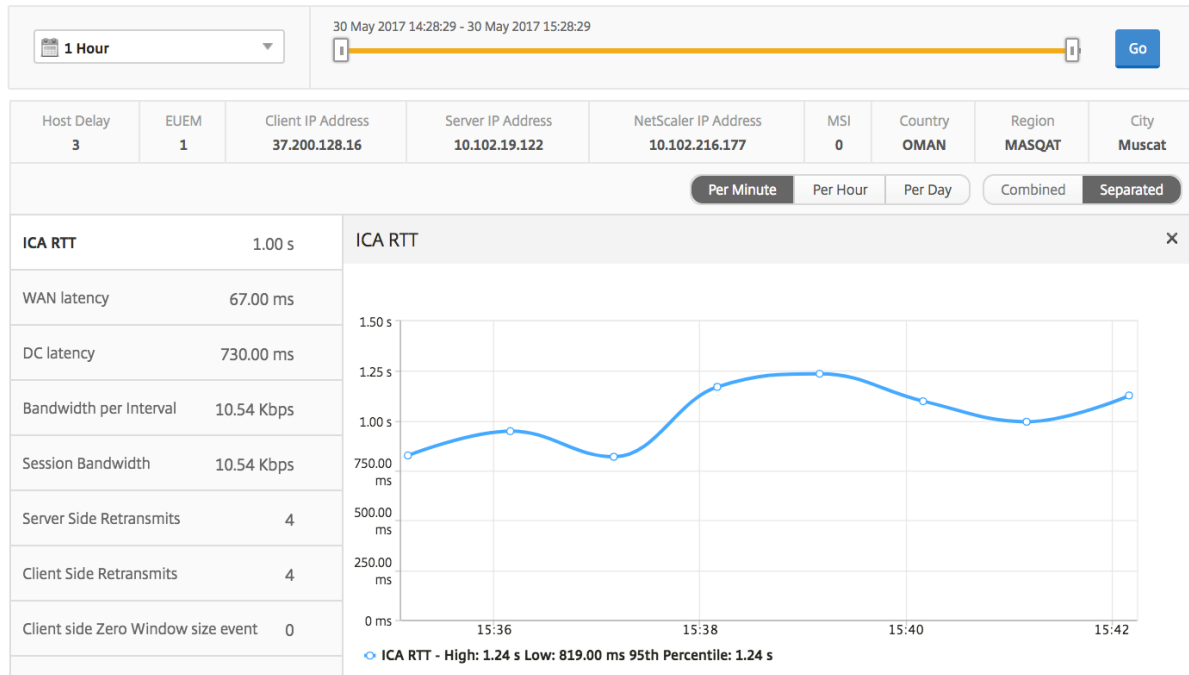 30 May 2017 14:28:29 - 30 May 2017 15:28:29
1 Hour
Go
Host Delay EUEM Client IP Address Server IP Address NetScaler IP Address MSI Country Region City
3 1 37.200.128.16 10.102.19.122 10.102.216.177 0 OMAN MASQAT Muscat
Per Minute Per Hour Per Day Combined Separated
ICA RTT 1.00 s
WAN latency 67.00 ms
DC latency 730.00 ms
Bandwidth per Interval 10.54 Kbps
Session Bandwidth 10.54 Kbps
Server Side Retransmits 4
Client Side Retransmits 4
Client side Zero Window size event 0
ICA RTT
1.50 s
1.25 s
1.00 s
750.00
ms
500.00
ms
250.00
ms
0 ms
15:36 15:38 15:40 15:42
ICA RTT - High: 1.24 s Low: 819.00 ms 95th Percentile: 1.24 s